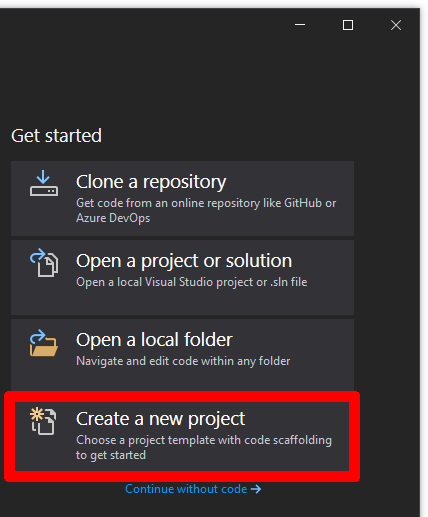 Get started
Clone a repository
Get code from an online repository like GitHub or
Azure DevOps
Open a project or solution
Open a local Visual Studio project or .sln file
Open a local folder
Navigate and edit code within any folder
Create a new project
Choose a project template with code scaffolding
to get started
Continue without code →